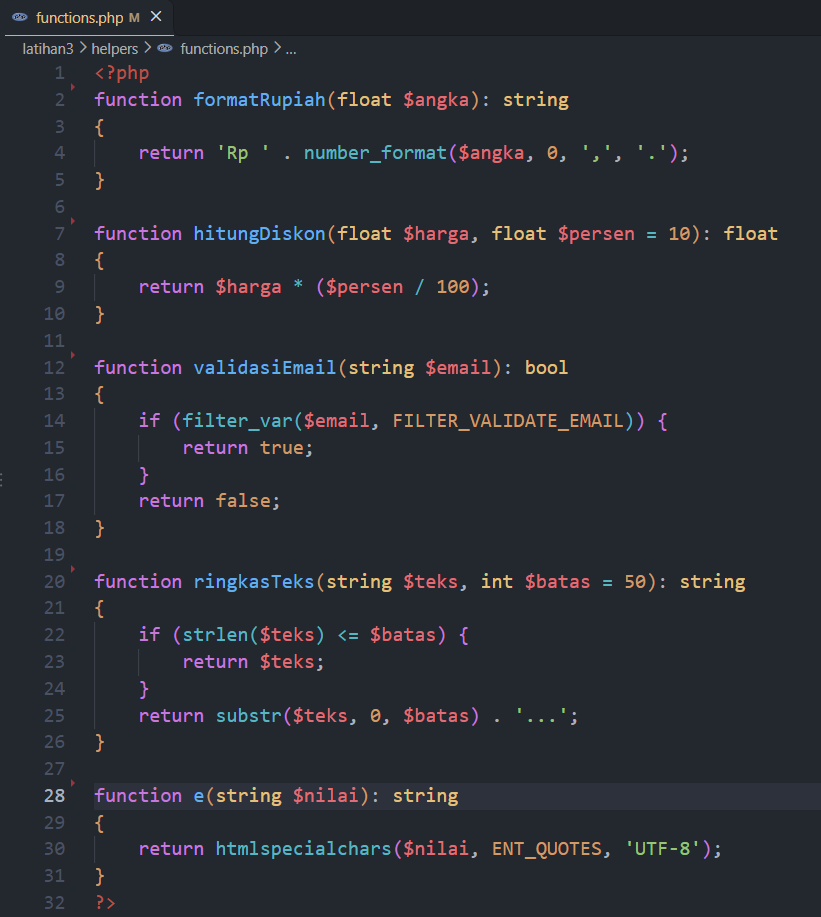 functions.php M ×
latihan3 > helpers > functions.php > ...
1 <?php
2 function formatRupiah(float $angka): string
3 {
4     return 'Rp ' . number_format($angka, 0, ',', '.');
5 }
6
7 function hitungDiskon(float $harga, float $persen = 10): float
8 {
9     return $harga * ($persen / 100);
10 }
11
12 function validasiEmail(string $email): bool
13 {
14     if (filter_var($email, FILTER_VALIDATE_EMAIL)) {
15         return true;
16     }
17     return false;
18 }
19
20 function ringkasTeks(string $teks, int $batas = 50): string
21 {
22     if (strlen($teks) <= $batas) {
23         return $teks;
24     }
25     return substr($teks, 0, $batas) . '...';
26 }
27
28 function e(string $nilai): string
29 {
30     return htmlspecialchars($nilai, ENT_QUOTES, 'UTF-8');
31 }
32 ?>